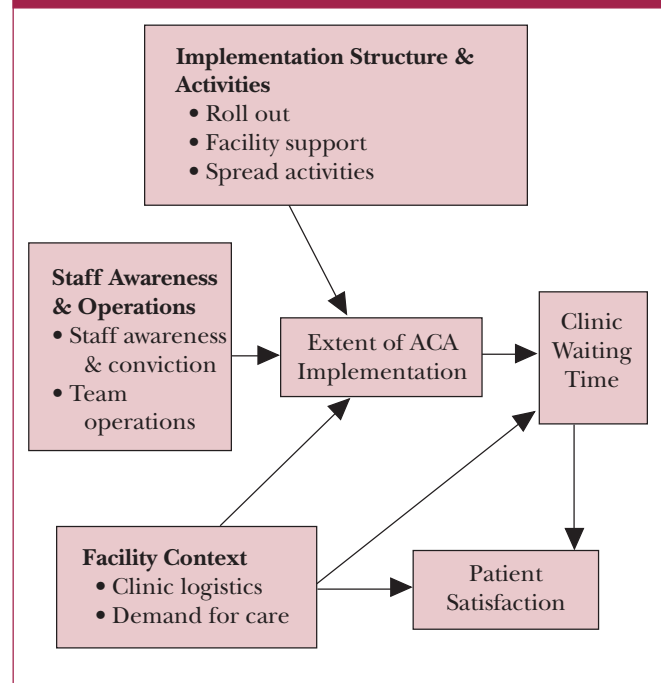 Implementation Structure &
Activities
• Roll out
• Facility support
• Spread activities
Staff Awareness
& Operations
• Staff awareness
& conviction
• Team
operations
Extent of ACA
Implementation
Clinic
Waiting
Time
Facility Context
• Clinic logistics
• Demand for care
Patient
Satisfaction